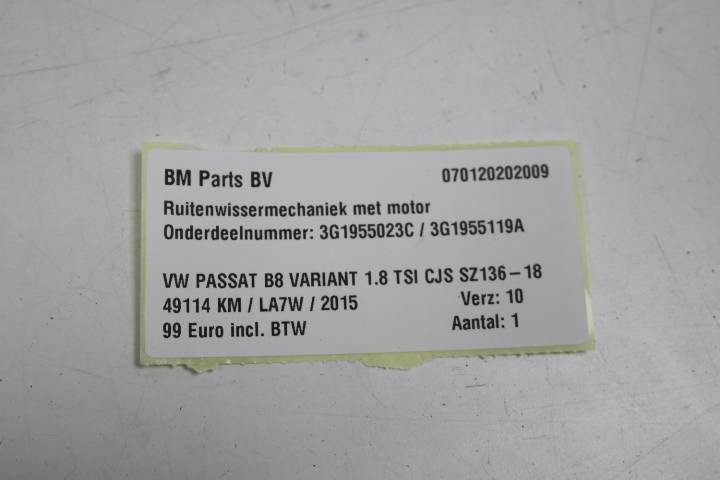 BM Parts BV 070120202009
Ruitenwissermechaniek met motor
Onderdeelnummer: 3G1955023C / 3G1955119A
VW PASSAT B8 VARIANT 1.8 TSI CJS SZ136-18
49114 KM / LA7W / 2015 Verz: 10
99 Euro incl. BTW Aantal: 1